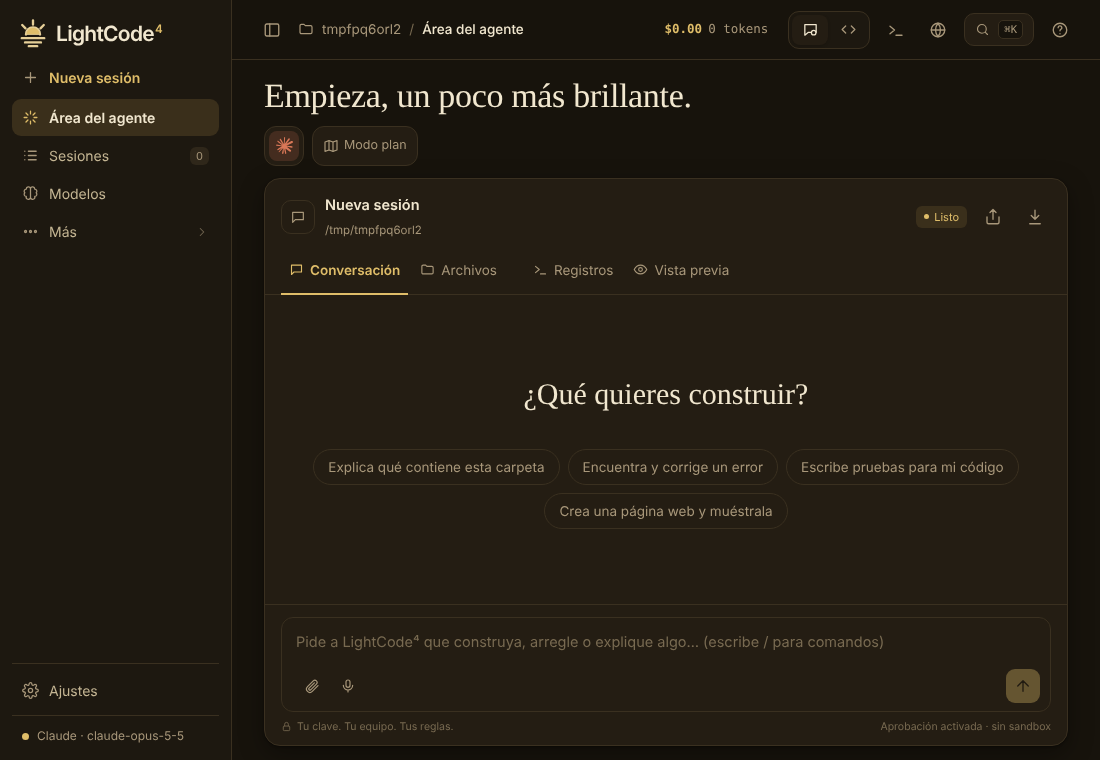 LightCode⁴
Nueva sesión
Área del agente
Sesiones 0
Modelos
Más
Ajustes
Claude · claude-opus-5-5
tmpfpq6orl2 / Área del agente
$0.00 0 tokens
⌘K
Empieza, un poco más brillante.
Modo plan
Nueva sesión
/tmp/tmpfpq6orl2
Listo
Conversación Archivos Registros Vista previa
¿Qué quieres construir?
Explica qué contiene esta carpeta
Encuentra y corrige un error
Escribe pruebas para mi código
Crea una página web y muéstrala
Pide a LightCode⁴ que construya, arregle o explique algo... (escribe / para comandos)
Tu clave. Tu equipo. Tus reglas.
Aprobación activada · sin sandbox